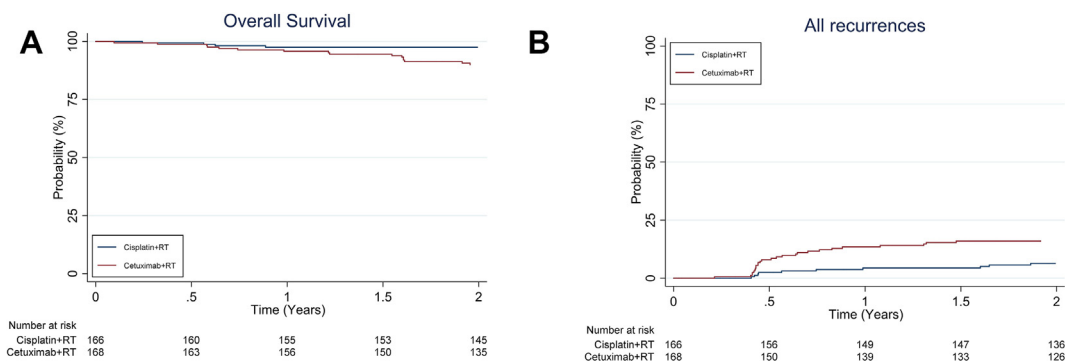 A
Overall Survival
Probability (%)
100
75
50
25
0
Cisplatin+RT
Cetuximab+RT
0 .5 1 1.5 2
Time (Years)
Number at risk
Cisplatin+RT 166 160 155 153 145
Cetuximab+RT 168 163 156 150 135
B
All recurrences
Probability (%)
100
75
50
25
0
Cisplatin+RT
Cetuximab+RT
0 .5 1 1.5 2
Time (Years)
Number at risk
Cisplatin+RT 166 156 149 147 136
Cetuximab+RT 168 150 139 133 126